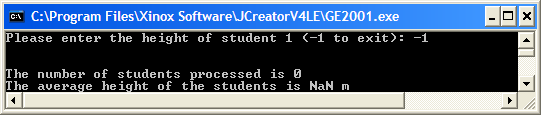 C:\Program Files\Xinox Software\JCreatorV4LE\GE2001.exe
Please enter the height of student 1 (-1 to exit): -1
The number of students processed is 0
The average height of the students is NaN m